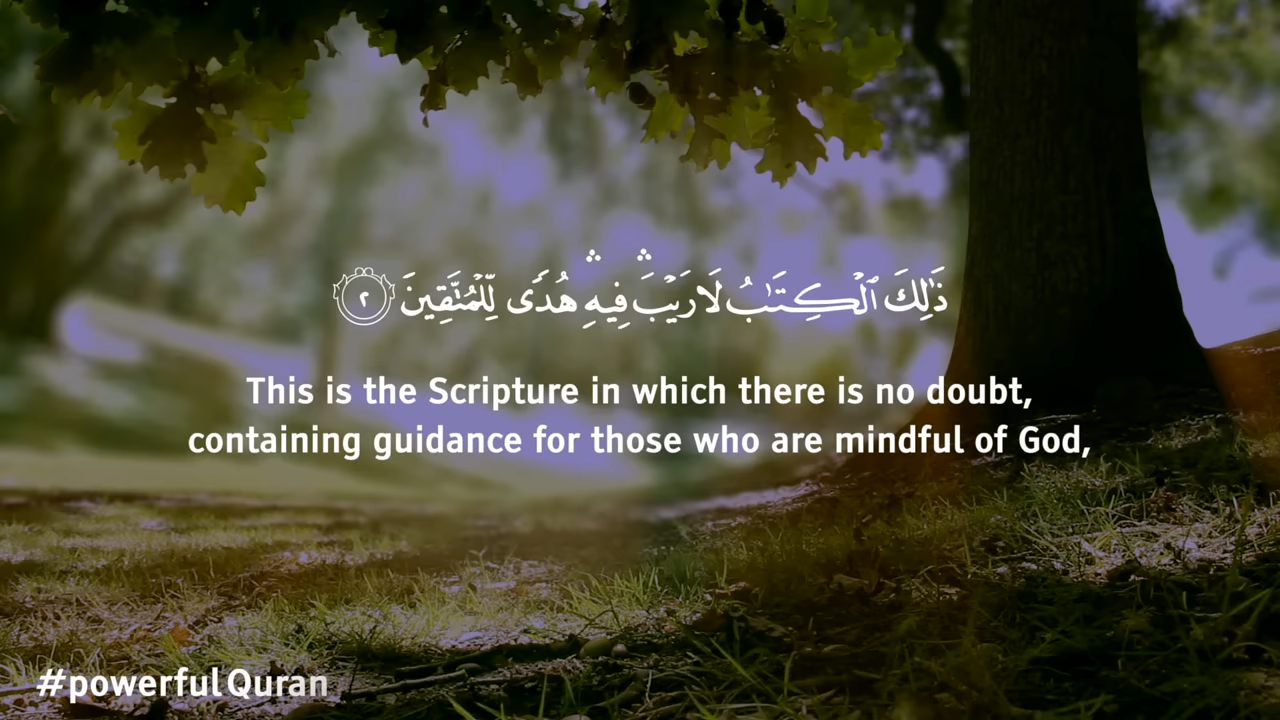 ذَٰلِكَ ٱلْكِتَـٰبُ لَا رَيْبَ ۛ فِيهِ ۛ هُدًى لِّلْمُتَّقِينَ ٢
This is the Scripture in which there is no doubt,
containing guidance for those who are mindful of God,
#powerfulQuran